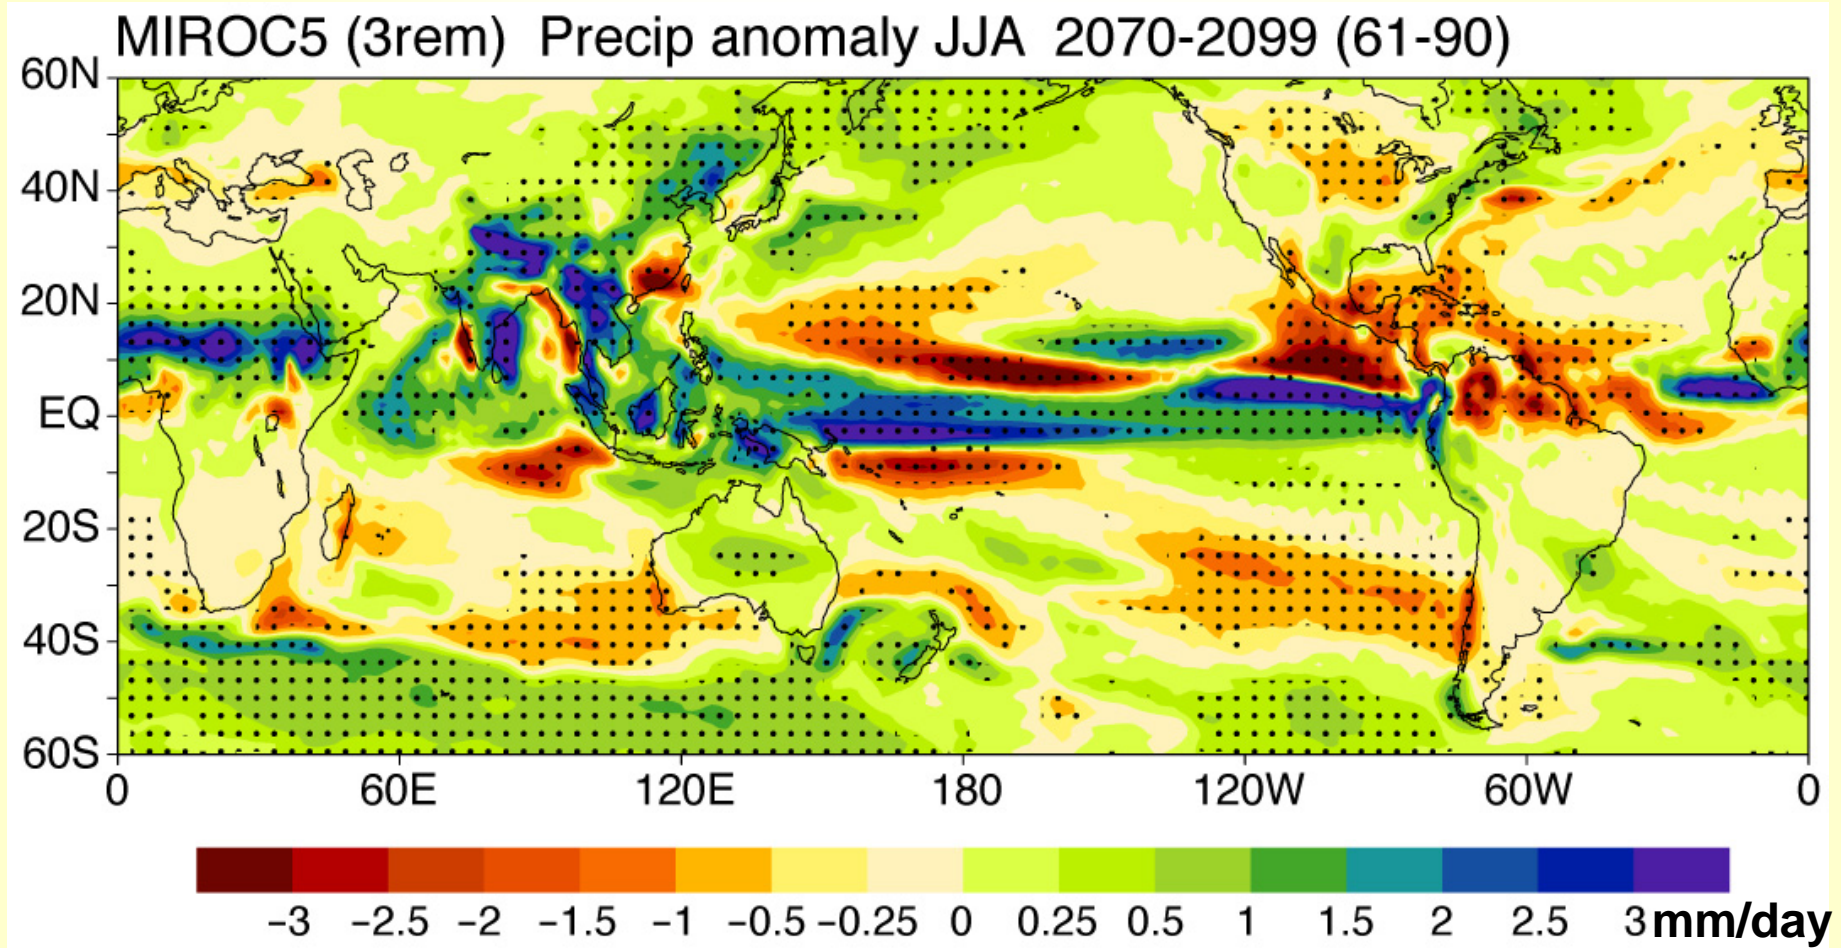 MIROC5 (3rem)  Precip anomaly JJA  2070-2099 (61-90)
60N
40N
20N
EQ
20S
40S
60S
0 60E 120E 180 120W 60W 0
−3 −2.5 −2 −1.5 −1 −0.5 −0.25 0 0.25 0.5 1 1.5 2 2.5 3 mm/day